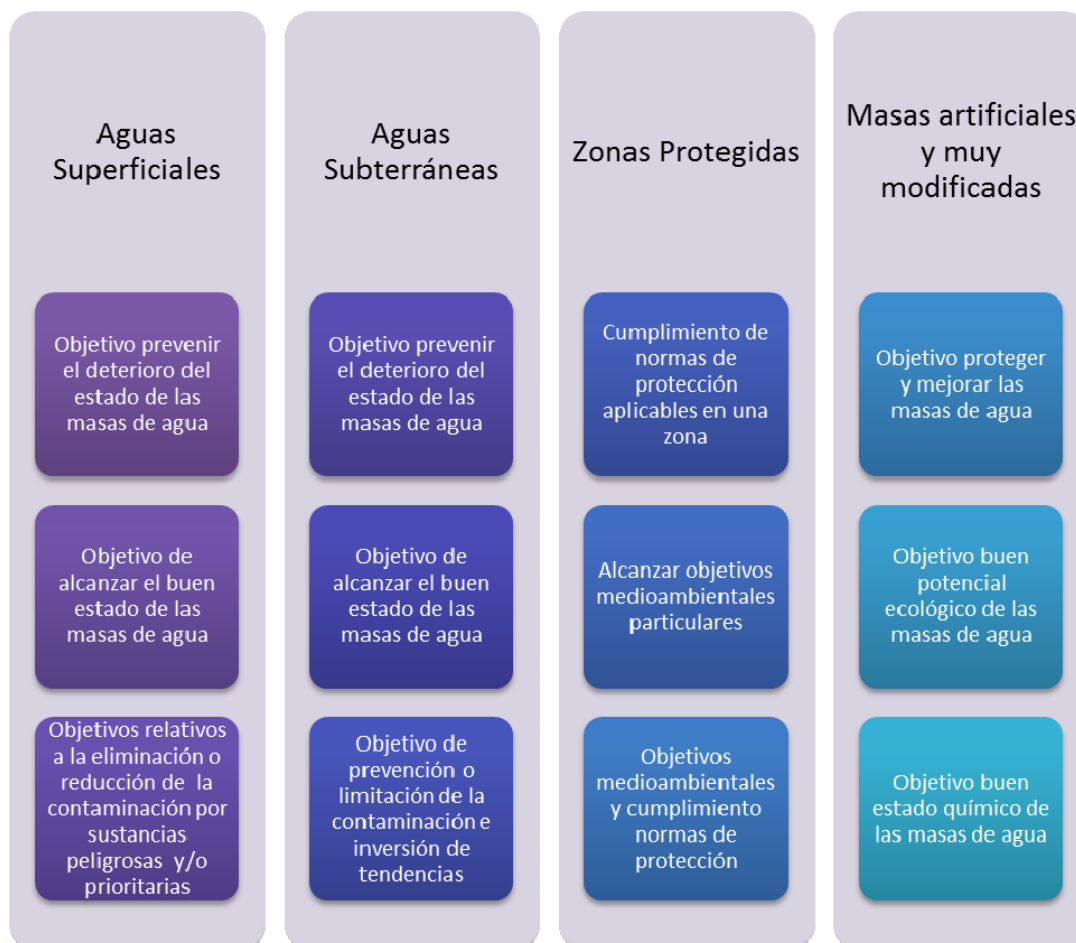 Aguas
Superficiales
Objetivo prevenir
el deterioro del
estado de las
masas de agua
Objetivo de
alcanzar el buen
estado de las
masas de agua
Objetivos relativos
a la eliminación o
reducción de la
contaminación por
sustancias
peligrosas y/o
prioritarias
Aguas
Subterráneas
Objetivo prevenir
el deterioro del
estado de las
masas de agua
Objetivo de
alcanzar el buen
estado de las
masas de agua
Objetivo de
prevención o
limitación de la
contaminación e
inversión de
tendencias
Zonas Protegidas
Cumplimiento de
normas de
protección
aplicables en una
zona
Alcanzar objetivos
medioambientales
particulares
Objetivos
medioambientales
y cumplimiento
normas de
protección
Masas artificiales
y muy
modificadas
Objetivo proteger
y mejorar las
masas de agua
Objetivo buen
potencial
ecológico de las
masas de agua
Objetivo buen
estado químico de
las masas de agua